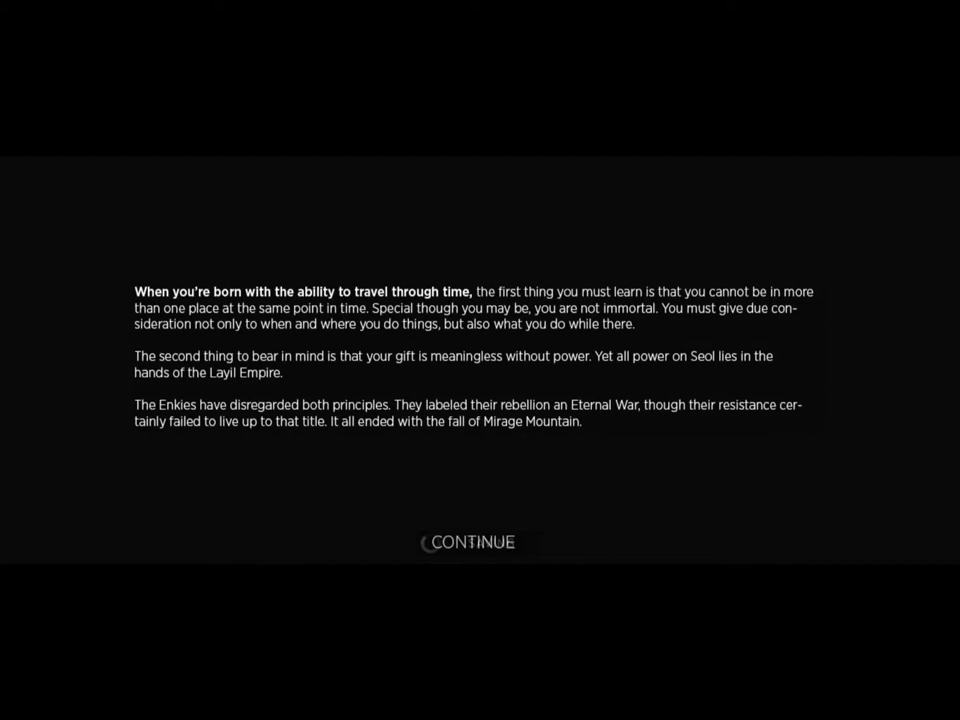 When you're born with the ability to travel through time, the first thing you must learn is that you cannot be in more
than one place at the same point in time. Special though you may be, you are not immortal. You must give due con-
sideration not only to when and where you do things, but also what you do while there.
The second thing to bear in mind is that your gift is meaningless without power. Yet all power on Seol lies in the
hands of the Layil Empire.
The Enkies have disregarded both principles. They labeled their rebellion an Eternal War, though their resistance cer-
tainly failed to live up to that title. It all ended with the fall of Mirage Mountain.
CONTINUE